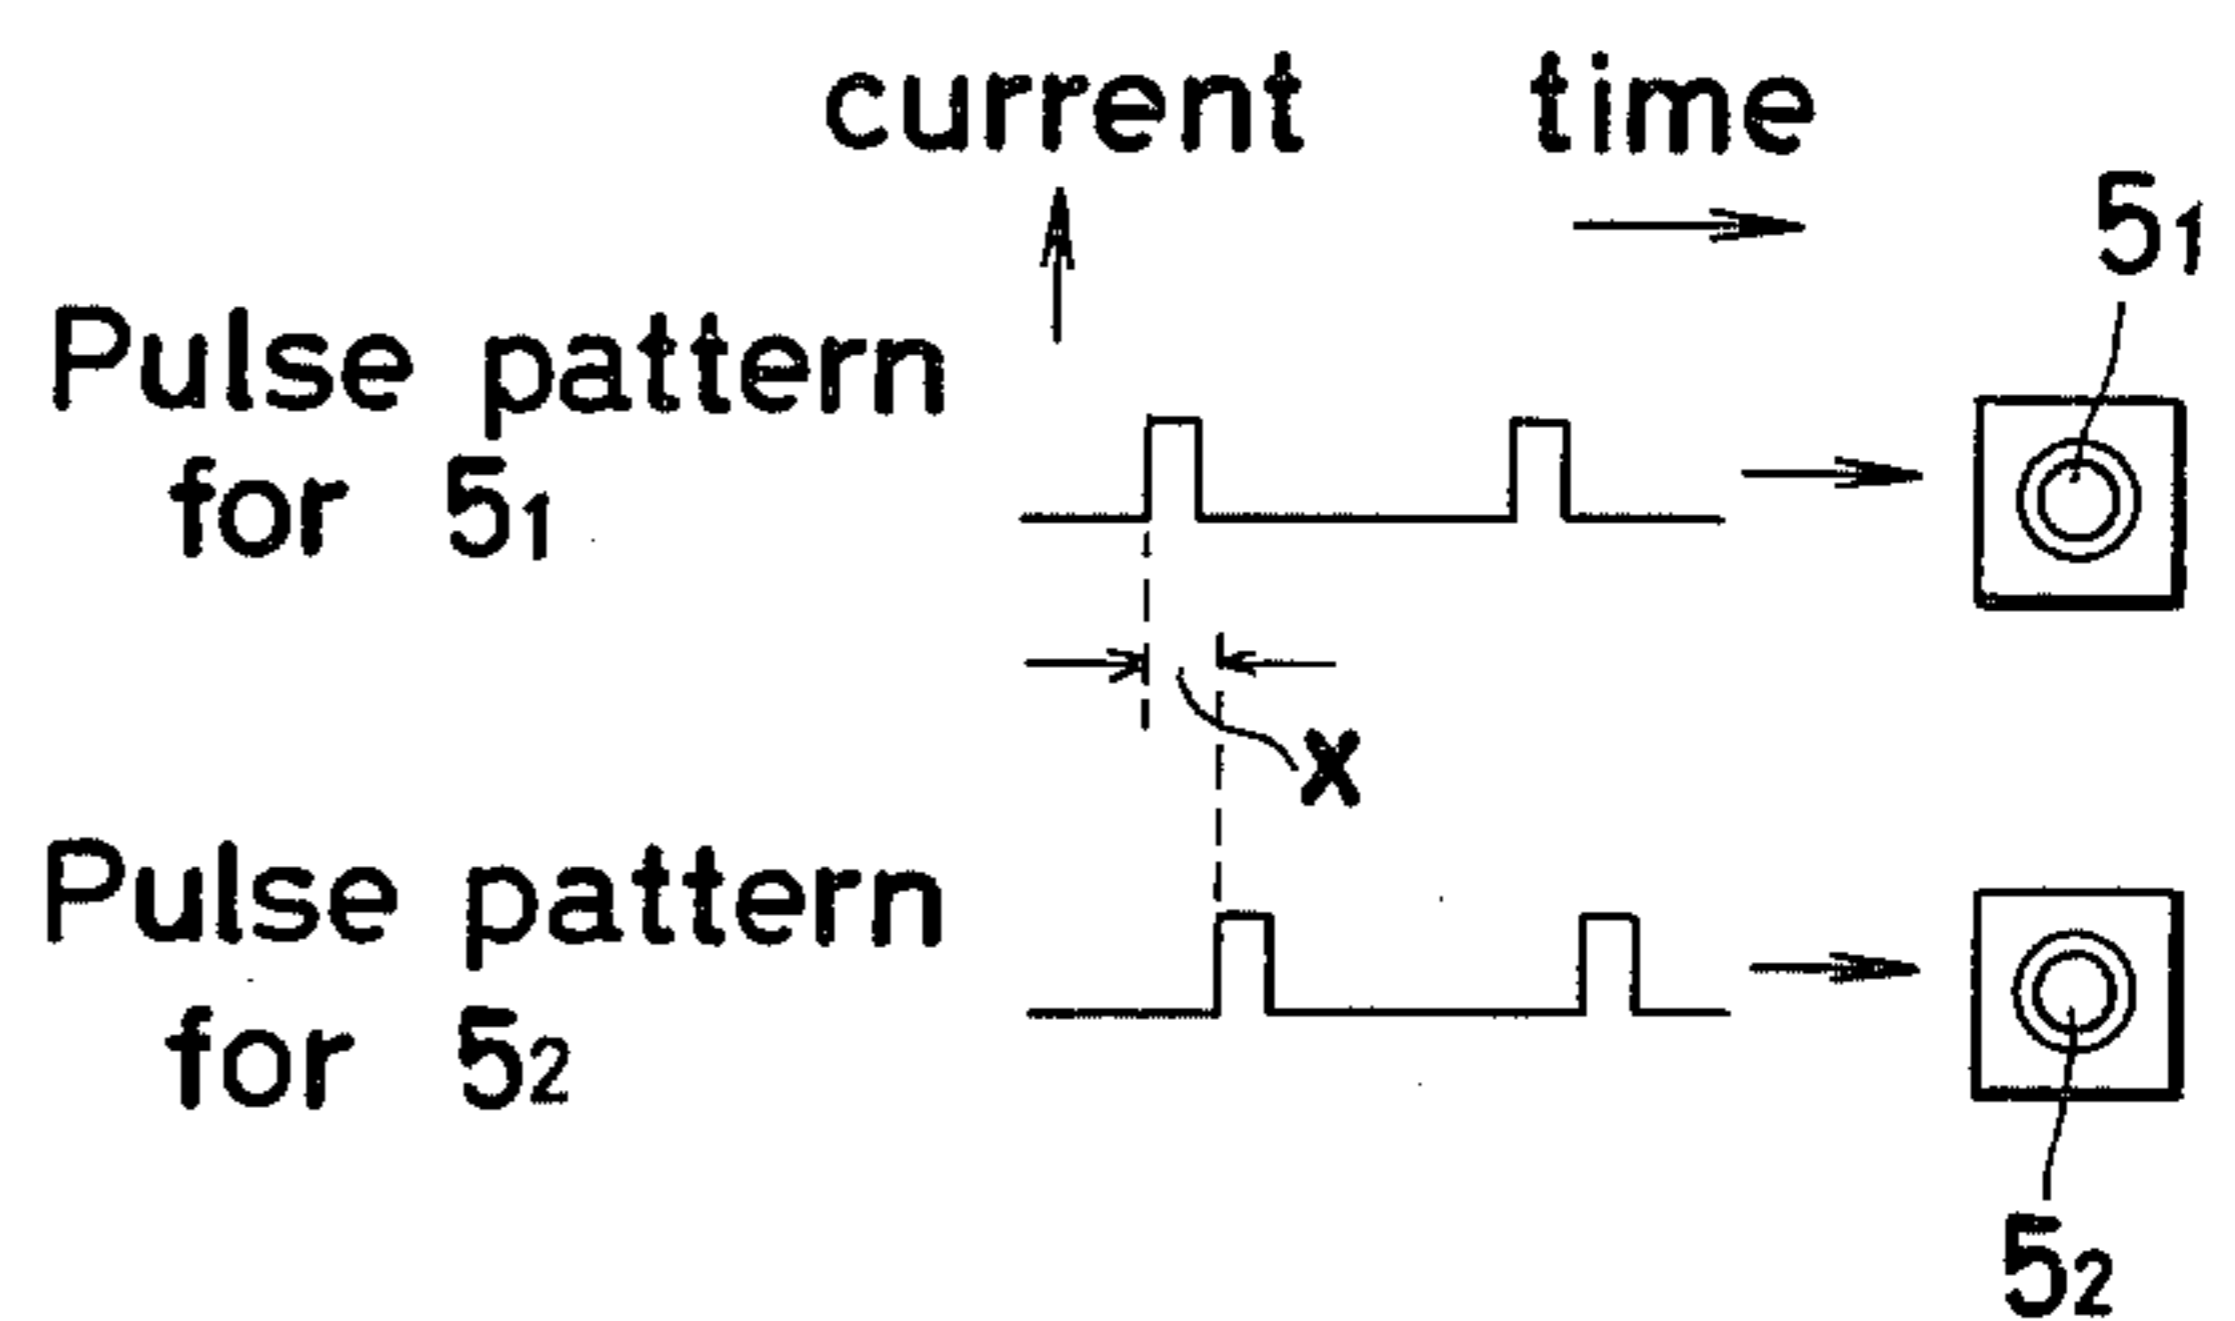 current time
5₁
Pulse pattern
for 5₁
x
Pulse pattern
for 5₂
5₂